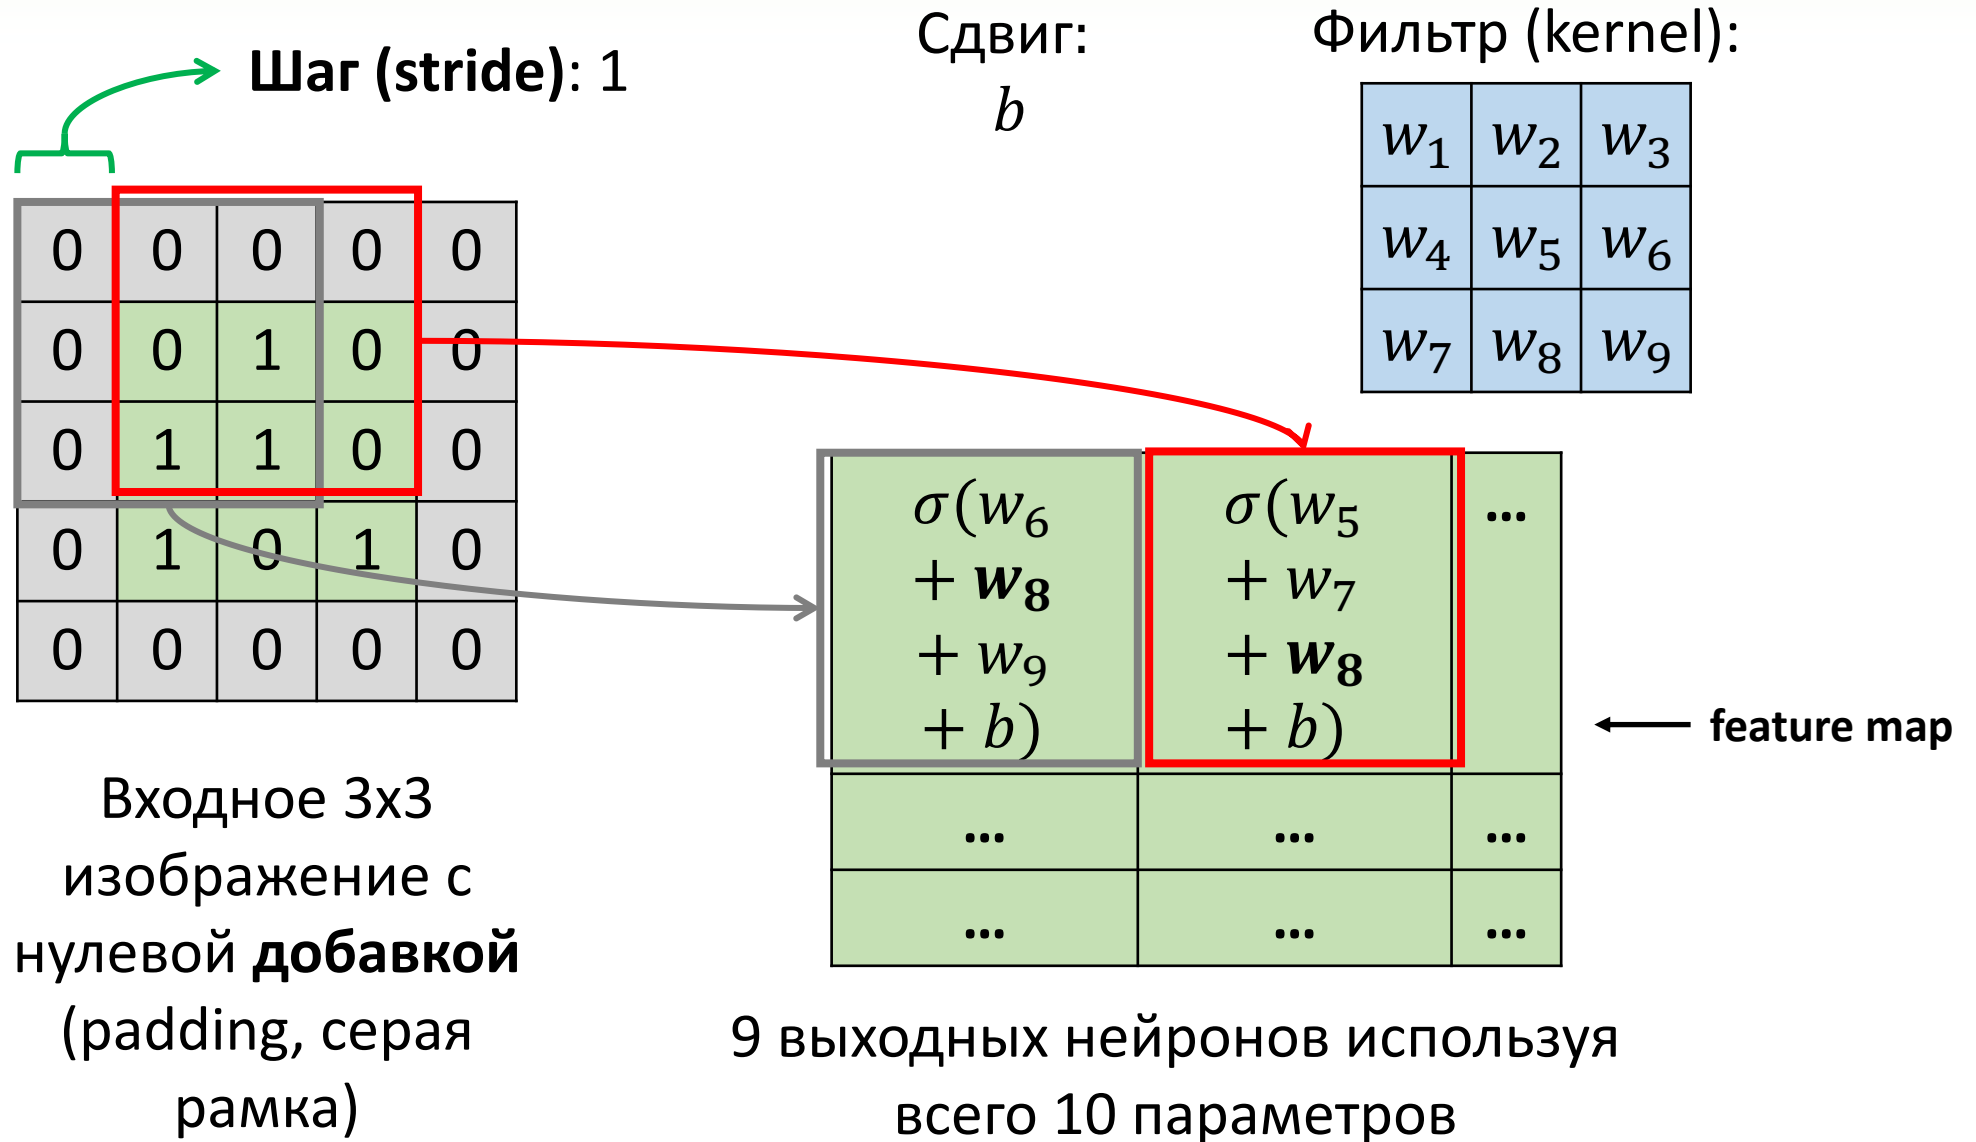 Шаг (stride): 1
Сдвиг:
b
Фильтр (kernel):
w₁ w₂ w₃
w₄ w₅ w₆
w₇ w₈ w₉
0 0 0 0 0
0 0 1 0 0
0 1 1 0 0
0 1 0 1 0
0 0 0 0 0
σ(w₆
+ w₈
+ w₉
+ b)
σ(w₅
+ w₇
+ w₈
+ b)
...
... ... ...
... ... ...
feature map
Входное 3x3
изображение с
нулевой добавкой
(padding, серая
рамка)
9 выходных нейронов используя
всего 10 параметров